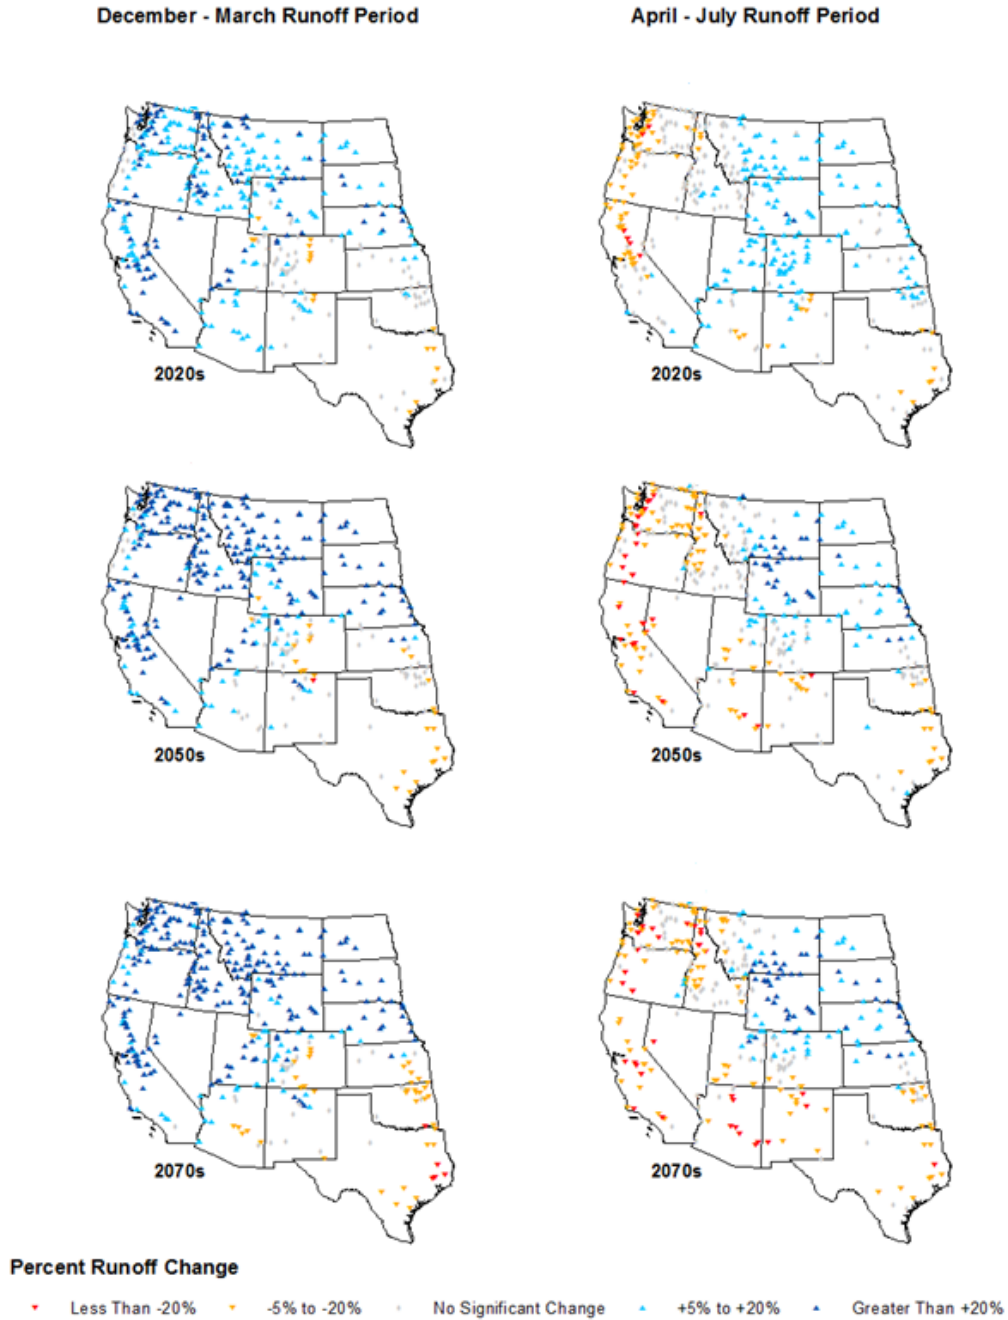 December - March Runoff Period
April - July Runoff Period
2020s
2020s
2050s
2050s
2070s
2070s
Percent Runoff Change
Less Than -20%
-5% to -20%
No Significant Change
+5% to +20%
Greater Than +20%